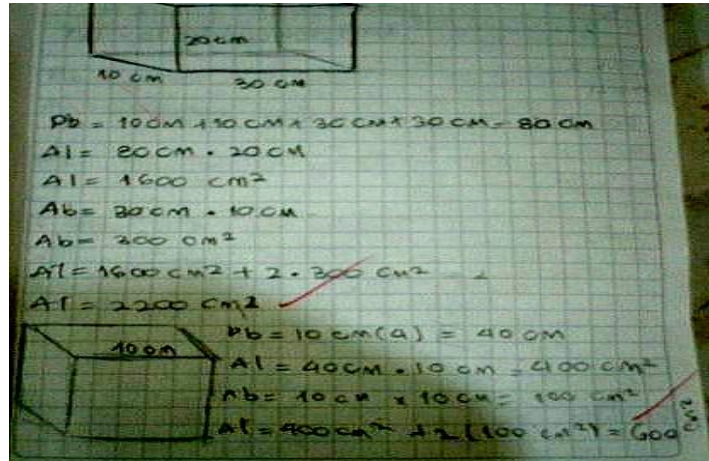 20 cm
10 cm
30 cm
Pb = 10 cm + 10 cm + 30 cm + 30 cm = 80 cm
Al = 80 cm • 20 cm
Al = 1600 cm²
Ab = 30 cm • 10 cm
Ab = 300 cm²
At = 1600 cm² + 2 • 300 cm²
At = 2200 cm²
10 cm
Pb = 10 cm (4) = 40 cm
Al = 40 cm • 10 cm = 400 cm²
Ab = 10 cm x 10 cm = 100 cm²
At = 400 cm² + 2 (100 cm²) = 600 cm²